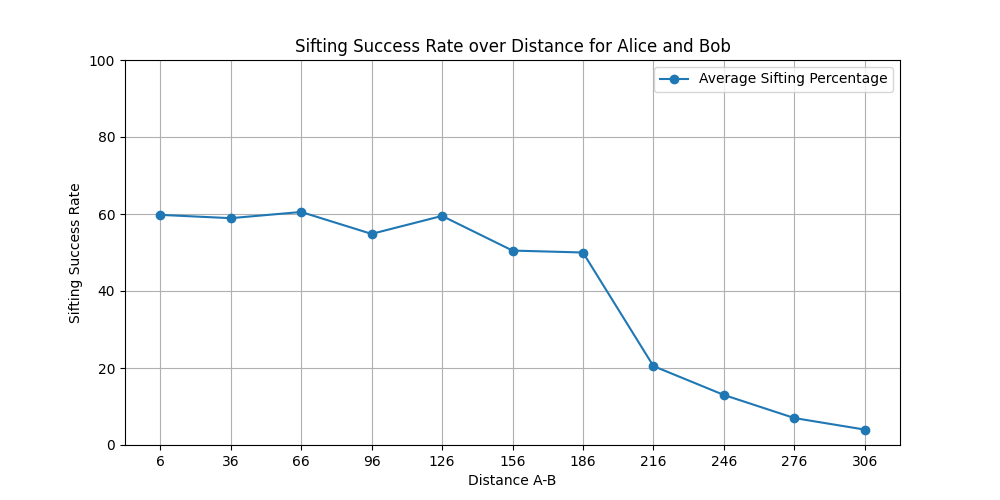 Sifting Success Rate over Distance for Alice and Bob
Average Sifting Percentage
100
80
60
40
20
0
Sifting Success Rate
6 36 66 96 126 156 186 216 246 276 306
Distance A-B